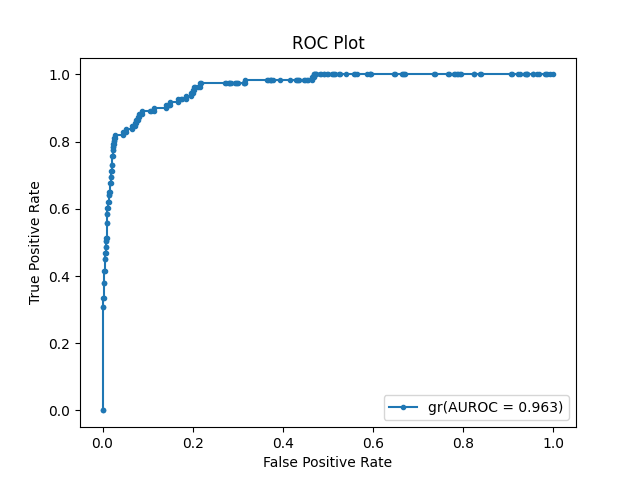 ROC Plot
1.0
0.8
0.6
0.4
0.2
0.0
True Positive Rate
0.0 0.2 0.4 0.6 0.8 1.0
False Positive Rate
gr(AUROC = 0.963)